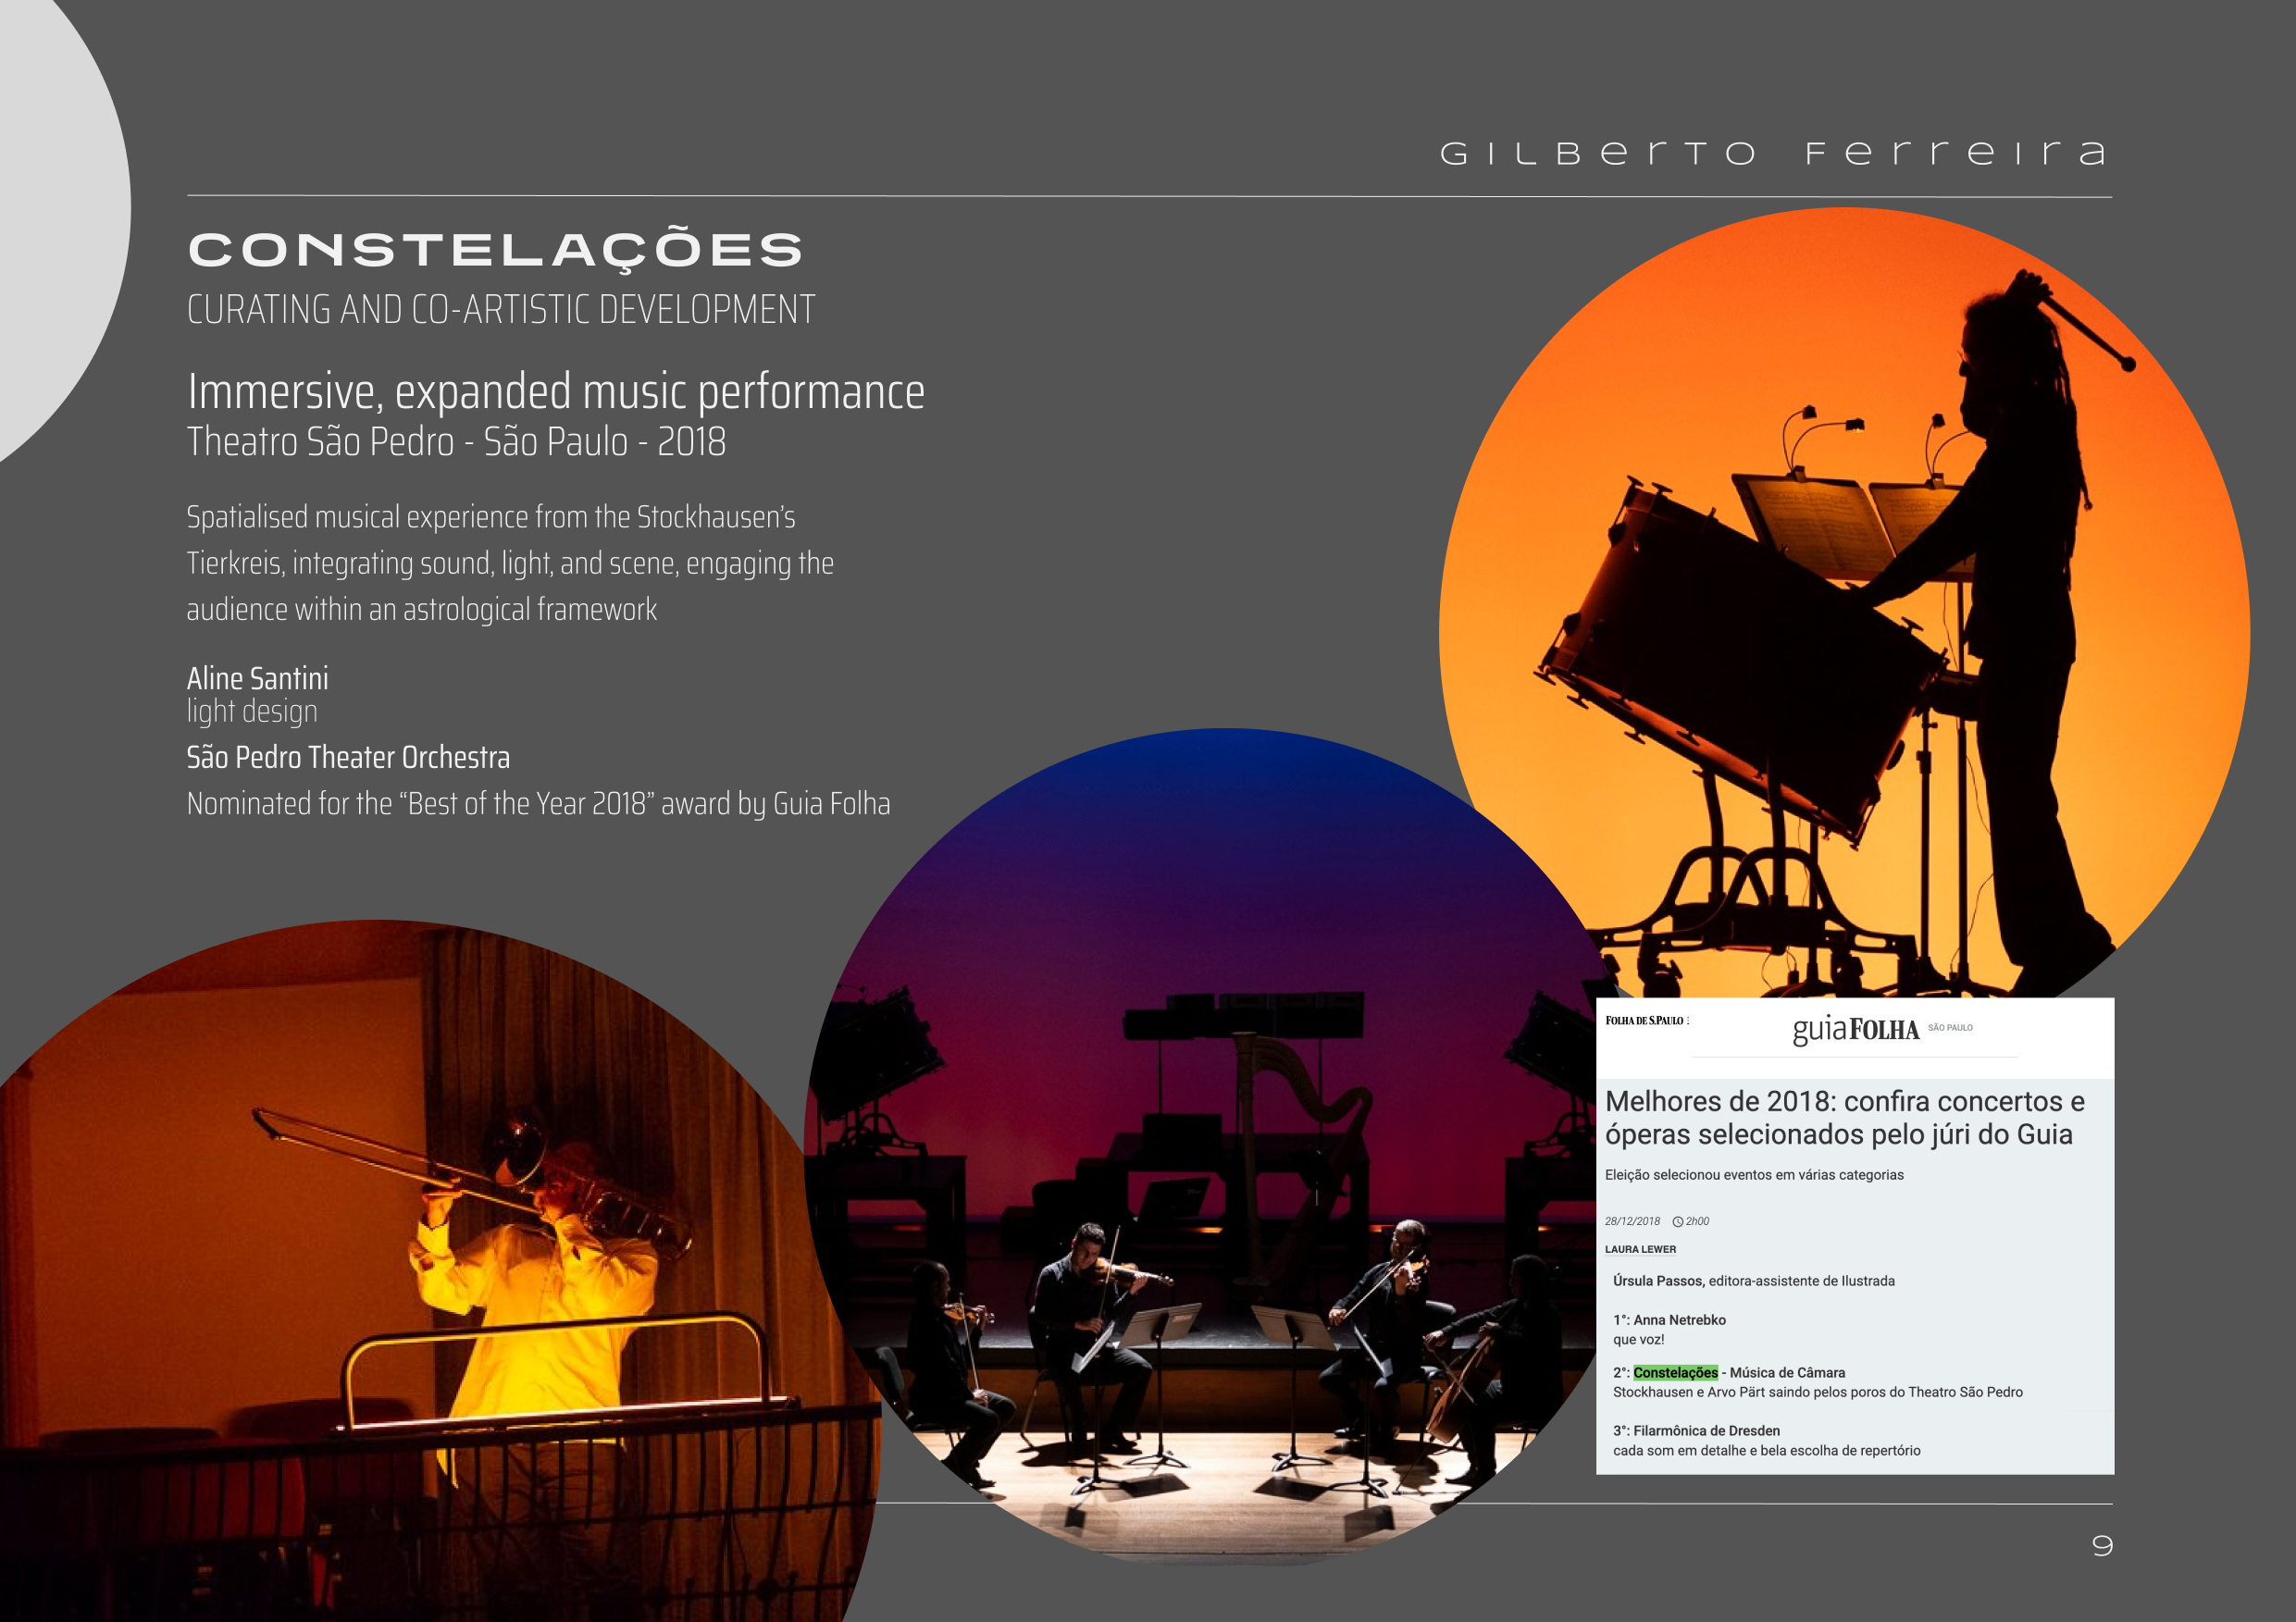 GILBERTO FERREIRA
CONSTELAÇÕES
CURATING AND CO-ARTISTIC DEVELOPMENT
Immersive, expanded music performance
Theatro São Pedro - São Paulo - 2018
Spatialised musical experience from the Stockhausen’s
Tierkreis, integrating sound, light, and scene, engaging the
audience within an astrological framework
Aline Santini
light design
São Pedro Theater Orchestra
Nominated for the “Best of the Year 2018” award by Guia Folha
FOLHA DE S.PAULO
guia FOLHA SÃO PAULO
Melhores de 2018: confira concertos e
óperas selecionados pelo júri do Guia
Eleição selecionou eventos em várias categorias
28/12/2018 2h00
LAURA LEWER
Úrsula Passos, editora-assistente de Ilustrada
1°: Anna Netrebko
que voz!
2°: Constelações - Música de Câmara
Stockhausen e Arvo Pärt saindo pelos poros do Theatro São Pedro
3°: Filarmônica de Dresden
cada som em detalhe e bela escolha de repertório
9